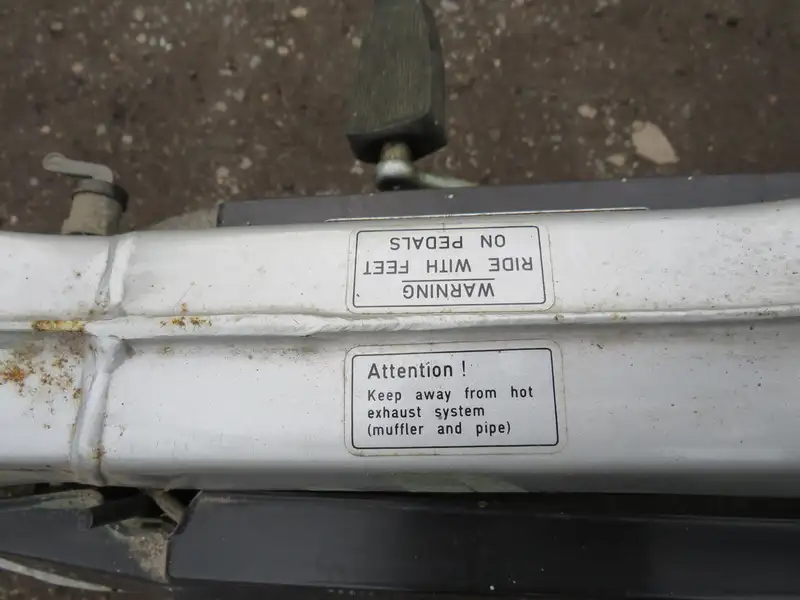 WARNING
RIDE WITH FEET
ON PEDALS
Attention !
Keep away from hot
exhaust system
(muffler and pipe)